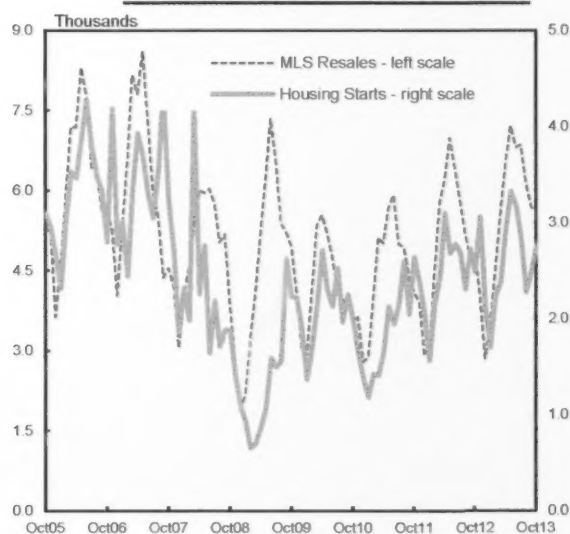 Thousands
9.0 5.0
MLS Resales - left scale
Housing Starts - right scale
7.5 4.0
6.0 3.0
4.5
3.0 2.0
1.5 1.0
0.0 0.0
Oct05 Oct06 Oct07 Oct08 Oct09 Oct10 Oct11 Oct12 Oct13